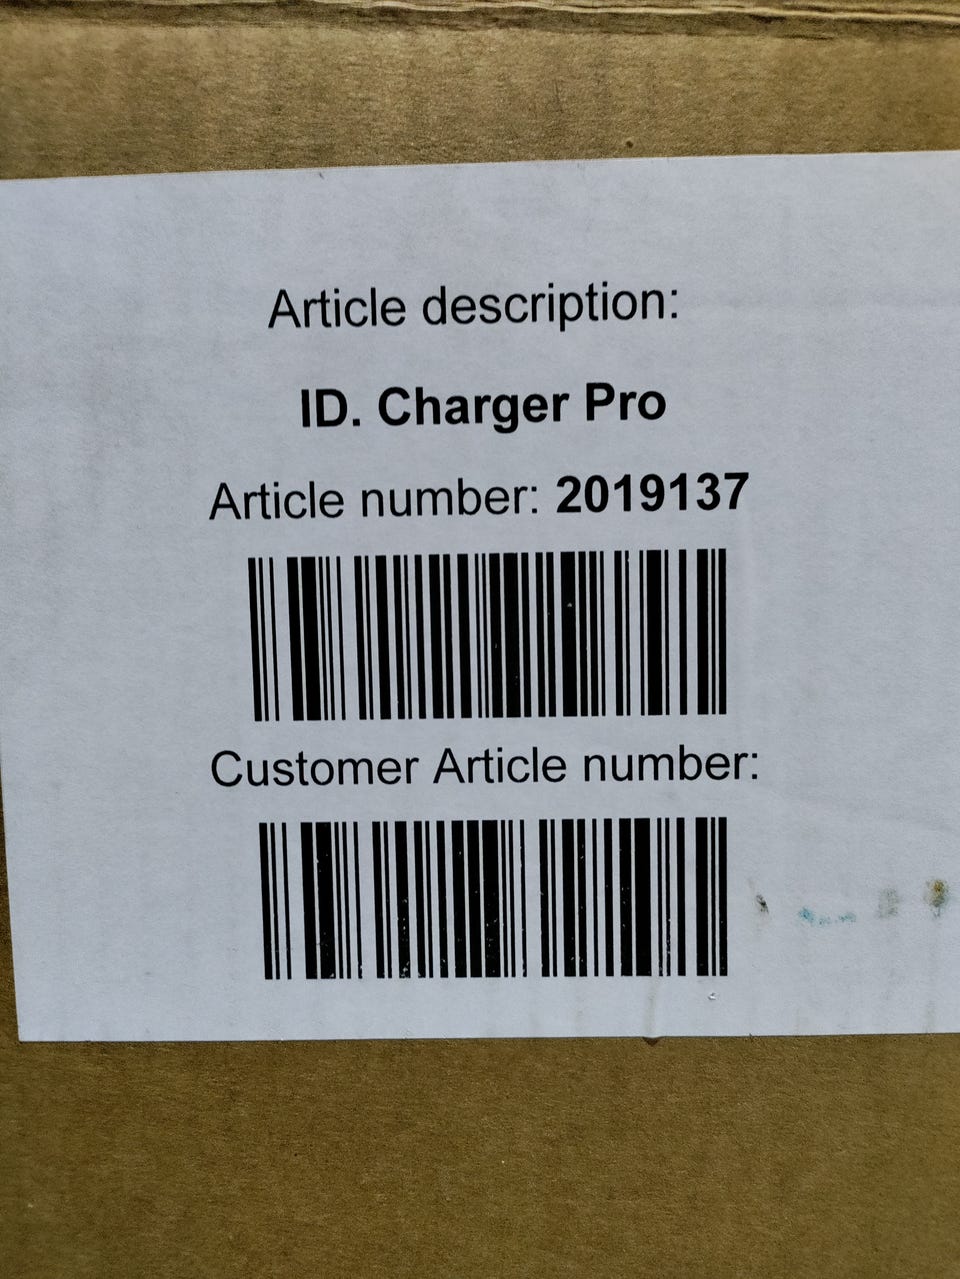 Article description:
ID. Charger Pro
Article number: 2019137
Customer Article number: